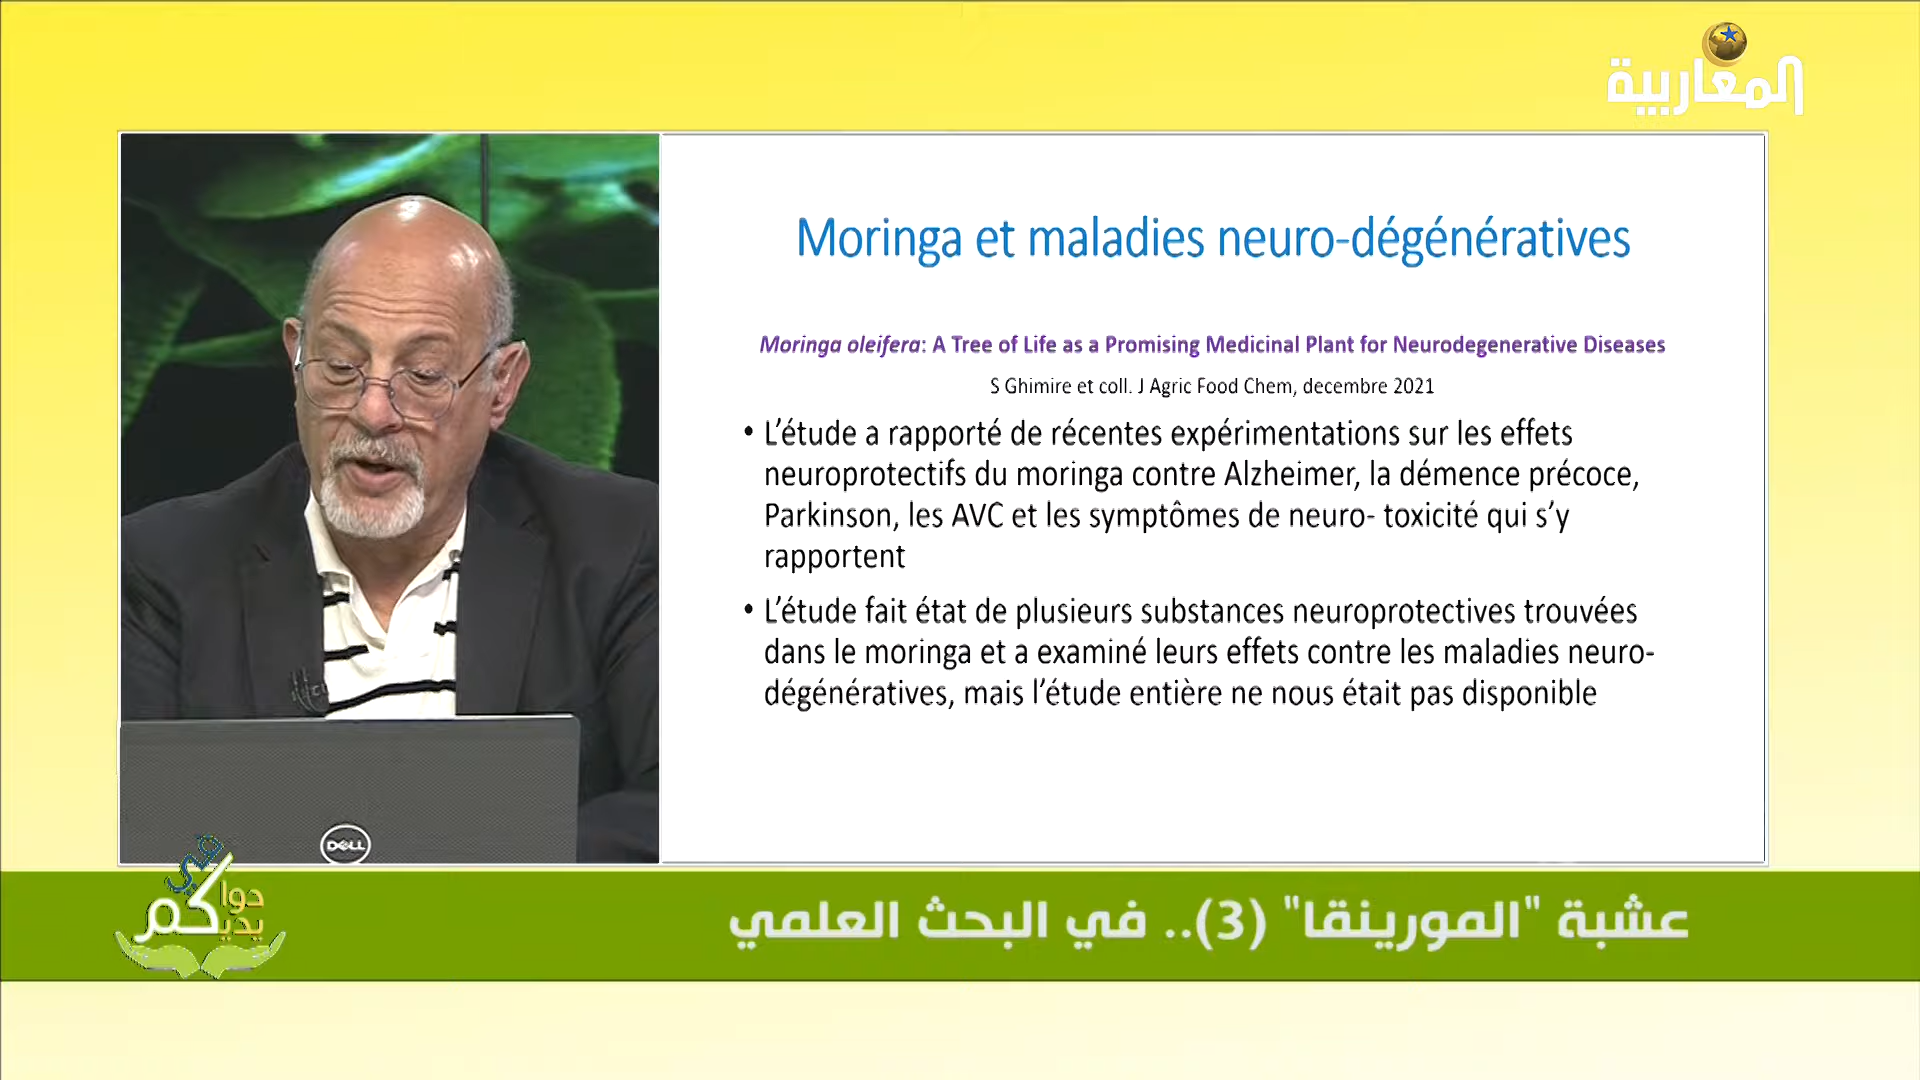 المغاربية
Moringa et maladies neuro-dégénératives
Moringa oleifera: A Tree of Life as a Promising Medicinal Plant for Neurodegenerative Diseases
S Ghimire et coll. J Agric Food Chem, decembre 2021
• L’étude a rapporté de récentes expérimentations sur les effets
neuroprotectifs du moringa contre Alzheimer, la démence précoce,
Parkinson, les AVC et les symptômes de neuro- toxicité qui s’y
rapportent
• L’étude fait état de plusieurs substances neuroprotectives trouvées
dans le moringa et a examiné leurs effets contre les maladies neuro-
dégénératives, mais l’étude entière ne nous était pas disponible
DELL
دوا في
يديكم
عشبة "المورينقا" (3).. في البحث العلمي